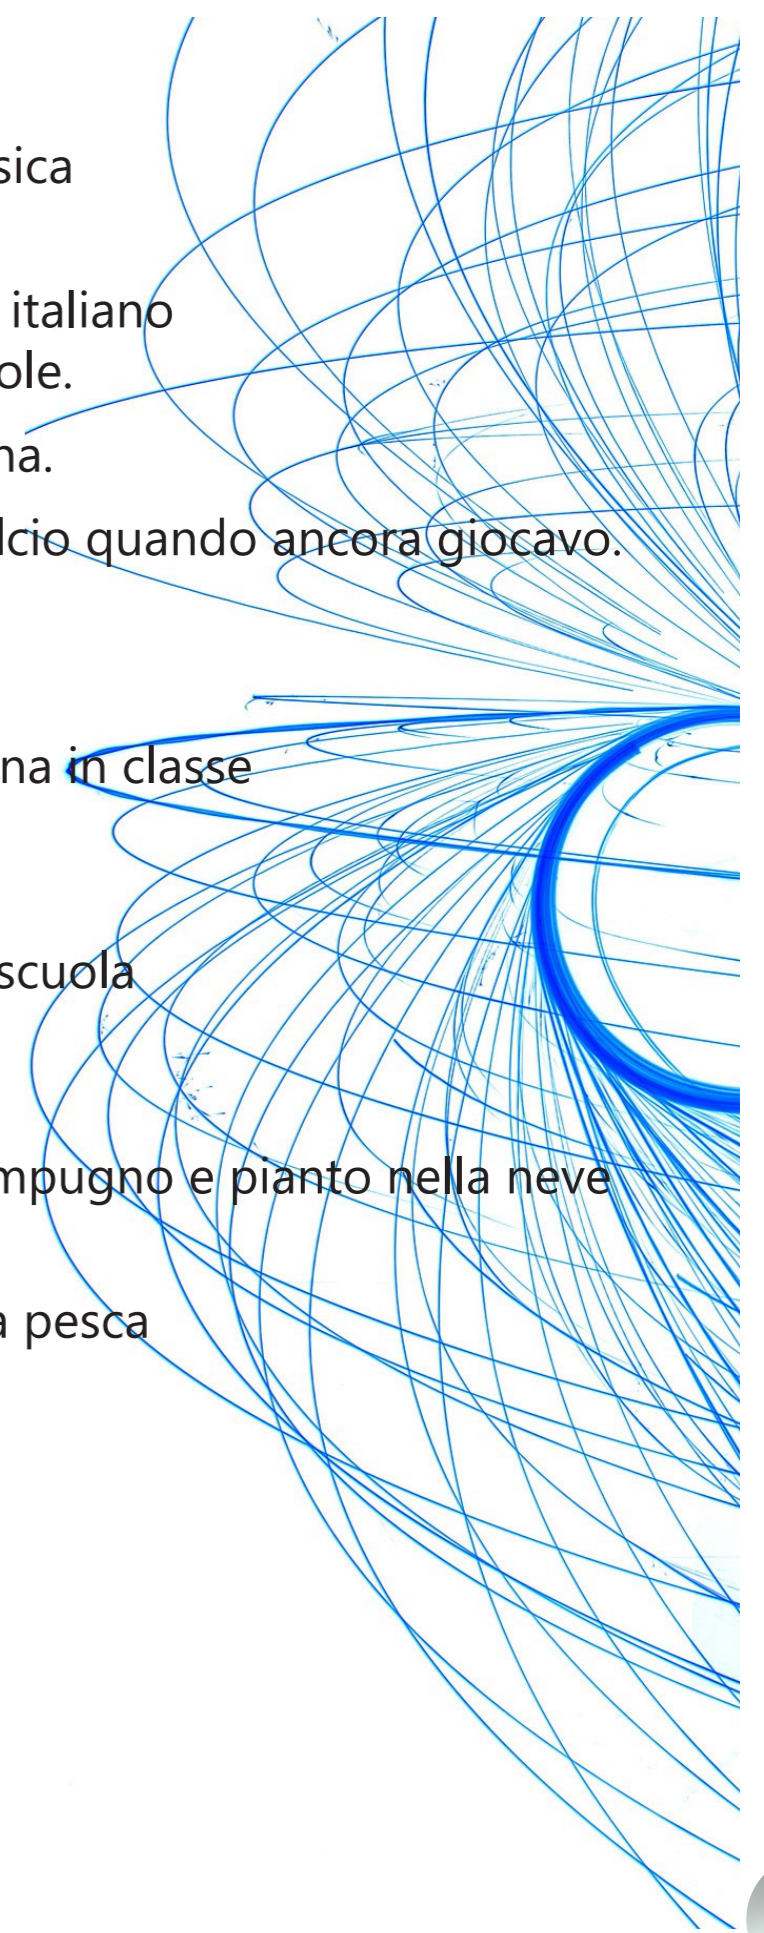 sica
italiano
ole.
na.
lcio quando ancora giocavo.
na in classe
scuola
mpugno e pianto nella neve
a pesca